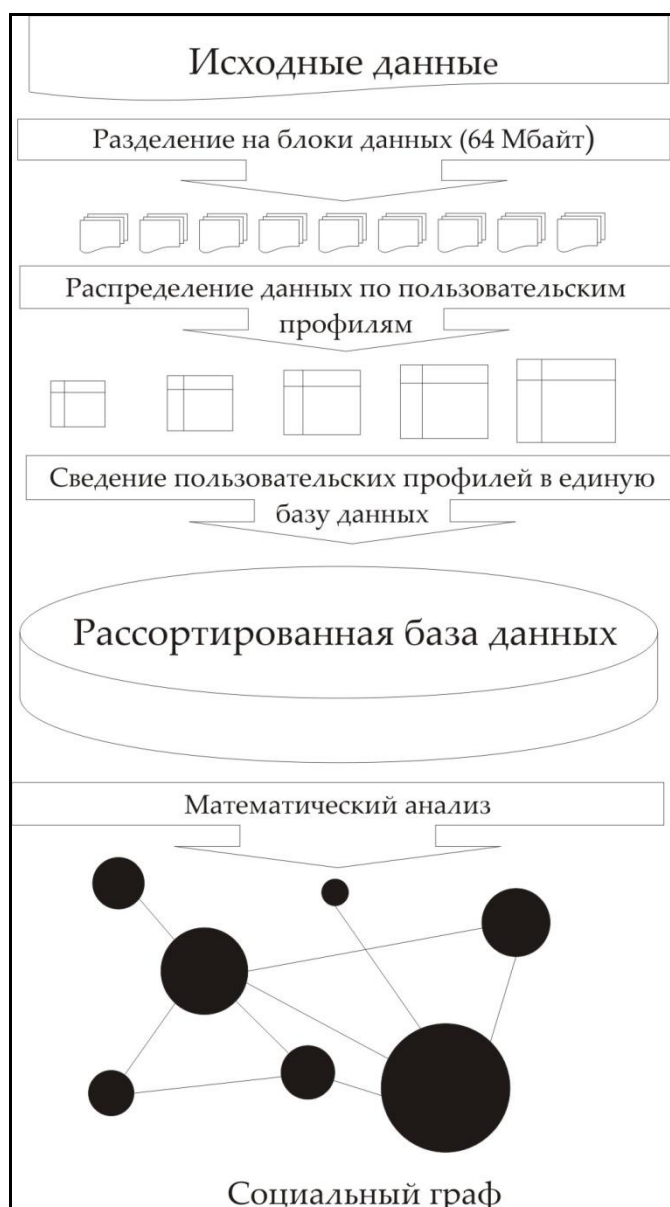 Исходные данные
Разделение на блоки данных (64 Мбайт)
Распределение данных по пользовательским
профилям
Сведение пользовательских профилей в единую
базу данных
Рассортированная база данных
Математический анализ
Социальный граф